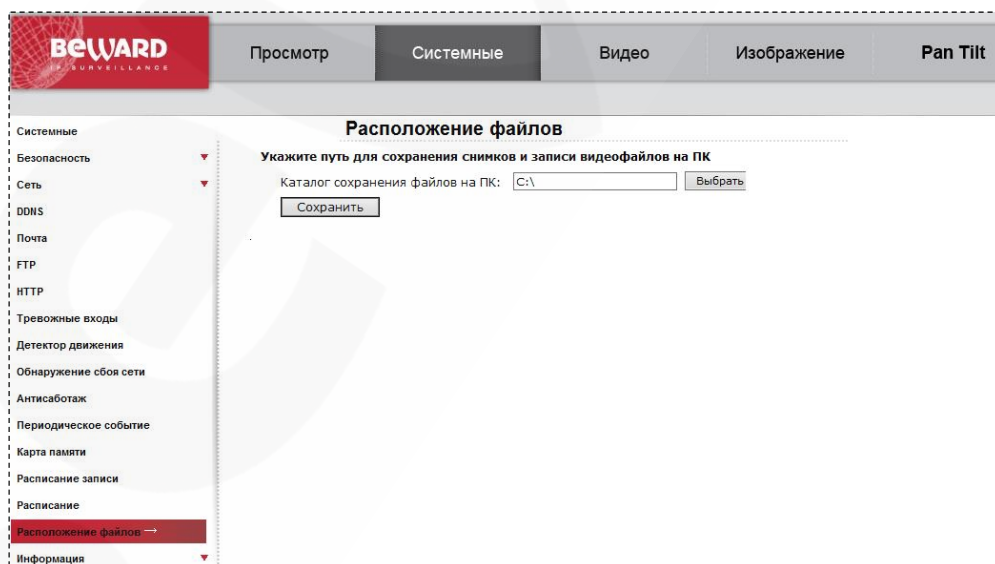 BEWARD
IP SURVEILLANCE
Просмотр
Системные
Видео
Изображение
Pan Tilt
Системные
Безопасность
Сеть
DDNS
Почта
FTP
HTTP
Тревожные входы
Детектор движения
Обнаружение сбоя сети
Антисаботаж
Периодическое событие
Карта памяти
Расписание записи
Расписание
Расположение файлов →
Информация
Расположение файлов
Укажите путь для сохранения снимков и записи видеофайлов на ПК
Каталог сохранения файлов на ПК: C:\ Выбрать
Сохранить